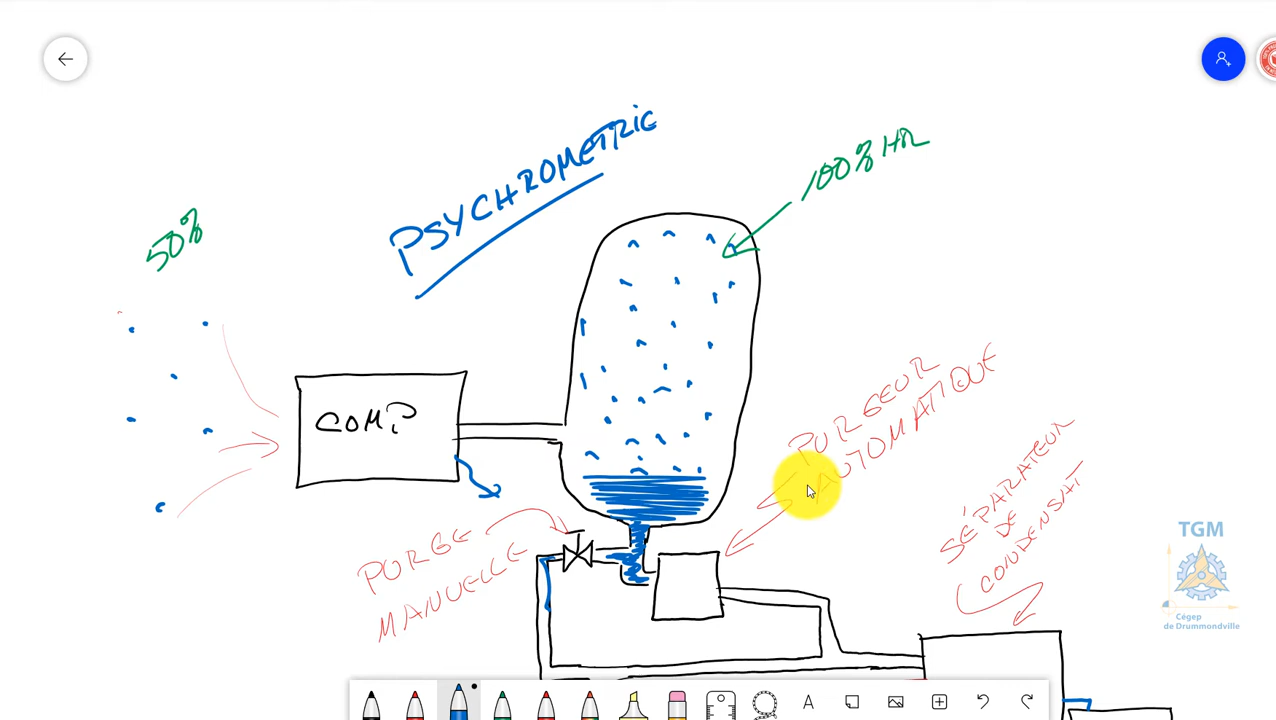 PSYCHROMETRIC
100% HR
50%
COMP
PURGEUR
AUTOMATIQUE
PURGE
MANUELLE
SÉPARATEUR
DE
CONDENSAT
TGM
Cégep
de Drummondville
A